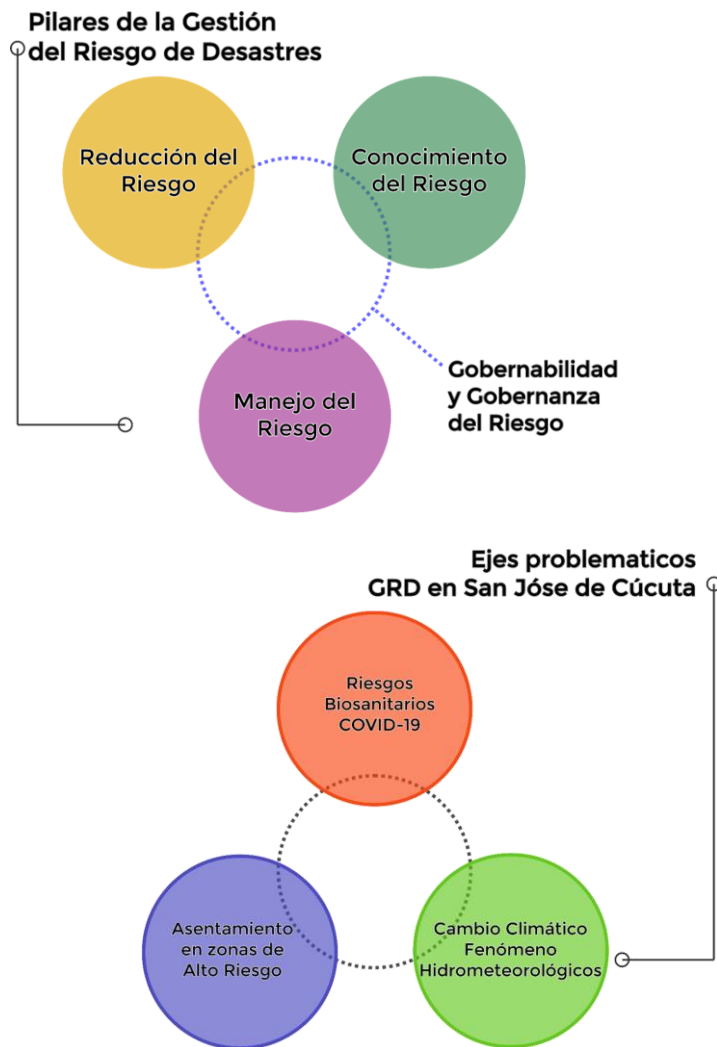 Pilares de la Gestión
del Riesgo de Desastres
Reducción del
Riesgo
Conocimiento
del Riesgo
Manejo del
Riesgo
Gobernabilidad
y Gobernanza
del Riesgo
Ejes problematicos
GRD en San Jóse de Cúcuta
Riesgos
Biosanitarios
COVID-19
Asentamiento
en zonas de
Alto Riesgo
Cambio Climático
Fenómeno
Hidrometeorológicos